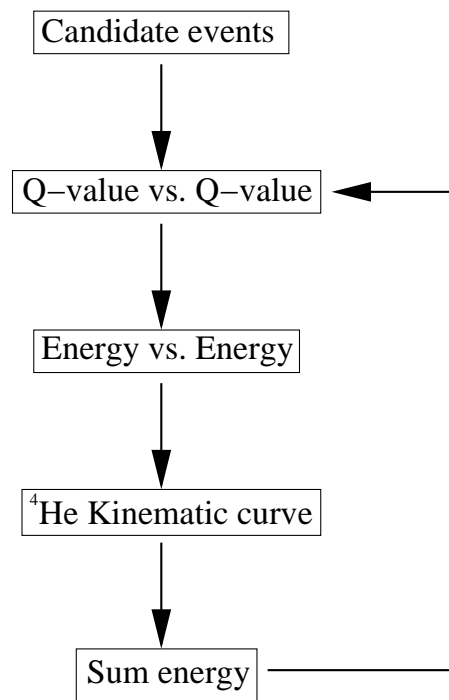 Candidate events
Q−value vs. Q−value
Energy vs. Energy
⁴He Kinematic curve
Sum energy